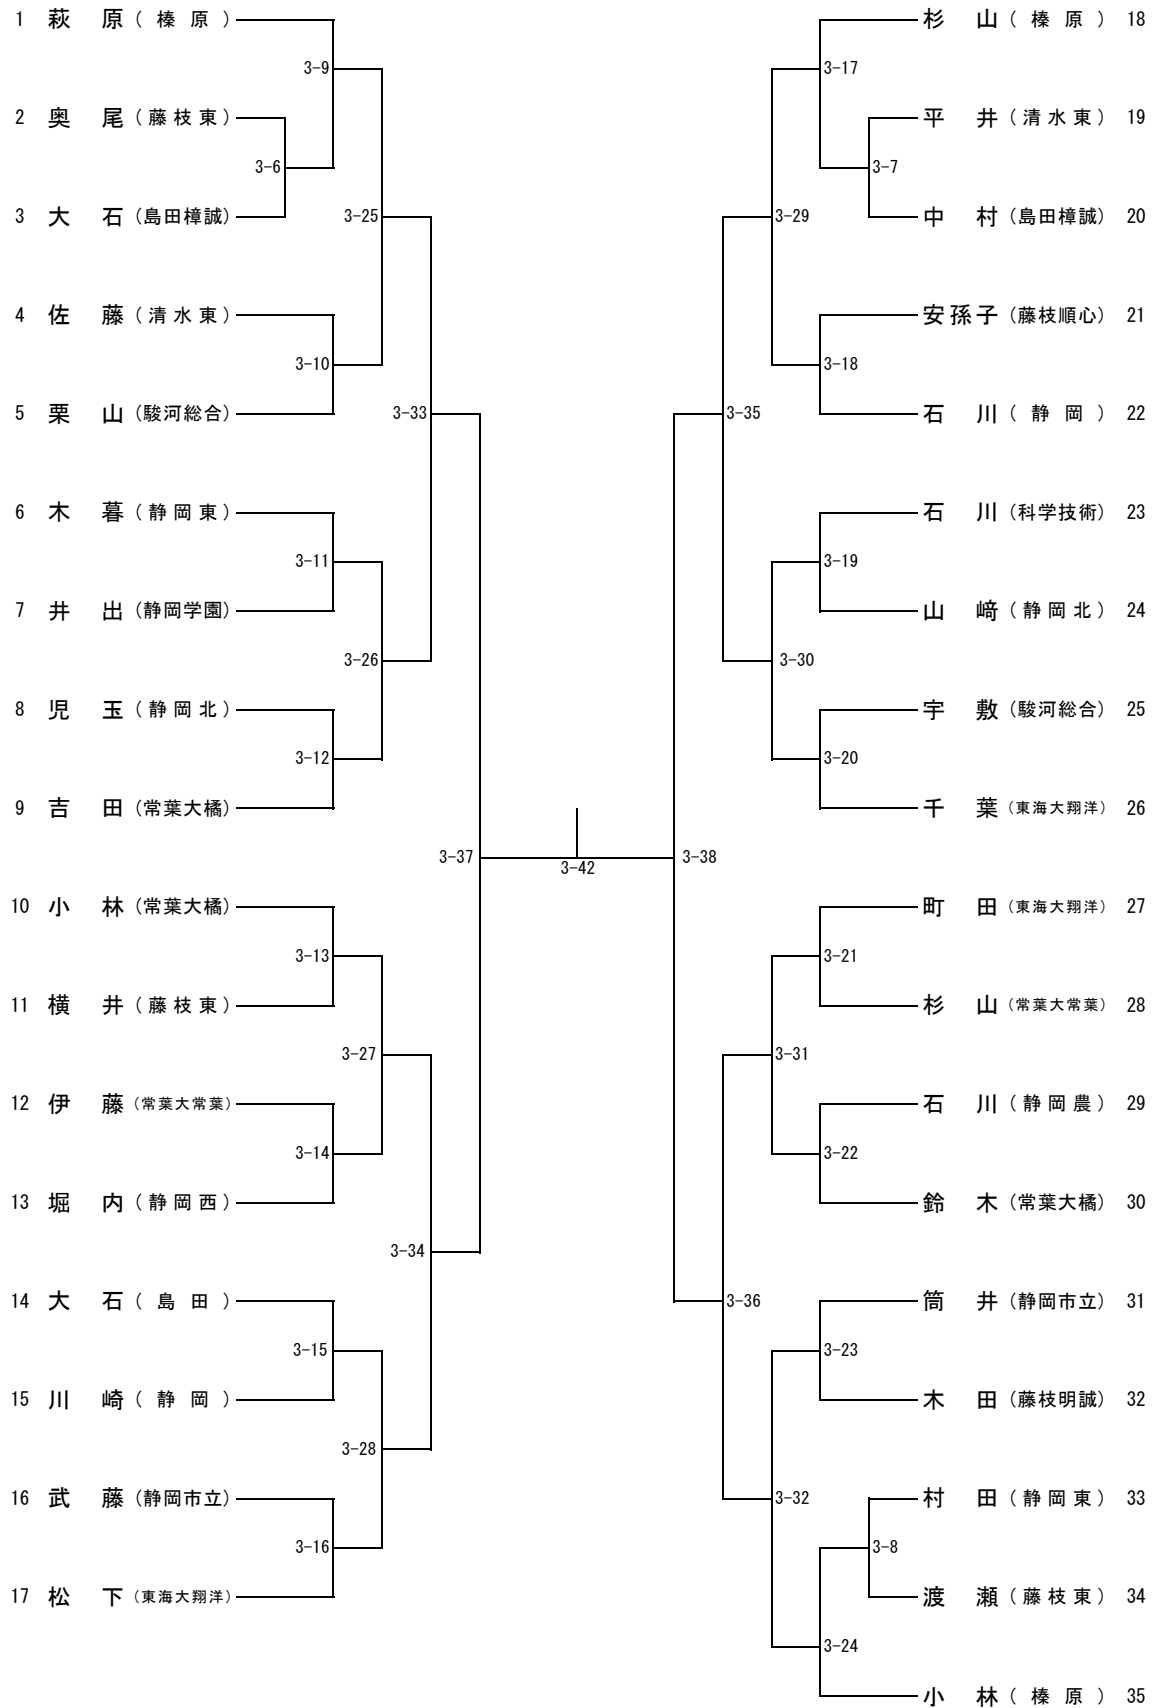 1 萩原（榛原）
3-9
2 奥尾（藤枝東）
3-6
3 大石（島田樟誠）
3-25
4 佐藤（清水東）
3-10
5 栗山（駿河総合）
3-33
6 木暮（静岡東）
3-11
7 井出（静岡学園）
3-26
8 児玉（静岡北）
3-12
9 吉田（常葉大橘）
3-37
10 小林（常葉大橘）
3-13
11 横井（藤枝東）
3-27
12 伊藤（常葉大常葉）
3-14
13 堀内（静岡西）
3-34
14 大石（島田）
3-15
15 川崎（静岡）
3-28
16 武藤（静岡市立）
3-16
17 松下（東海大翔洋）
3-42
杉山（榛原） 18
3-17
平井（清水東） 19
3-7
中村（島田樟誠） 20
3-29
安孫子（藤枝順心） 21
3-18
石川（静岡） 22
3-35
石川（科学技術） 23
3-19
山﨑（静岡北） 24
3-30
宇敷（駿河総合） 25
3-20
千葉（東海大翔洋） 26
3-38
町田（東海大翔洋） 27
3-21
杉山（常葉大常葉） 28
3-31
石川（静岡農） 29
3-22
鈴木（常葉大橘） 30
3-36
筒井（静岡市立） 31
3-23
木田（藤枝明誠） 32
3-32
村田（静岡東） 33
3-8
渡瀬（藤枝東） 34
3-24
小林（榛原） 35